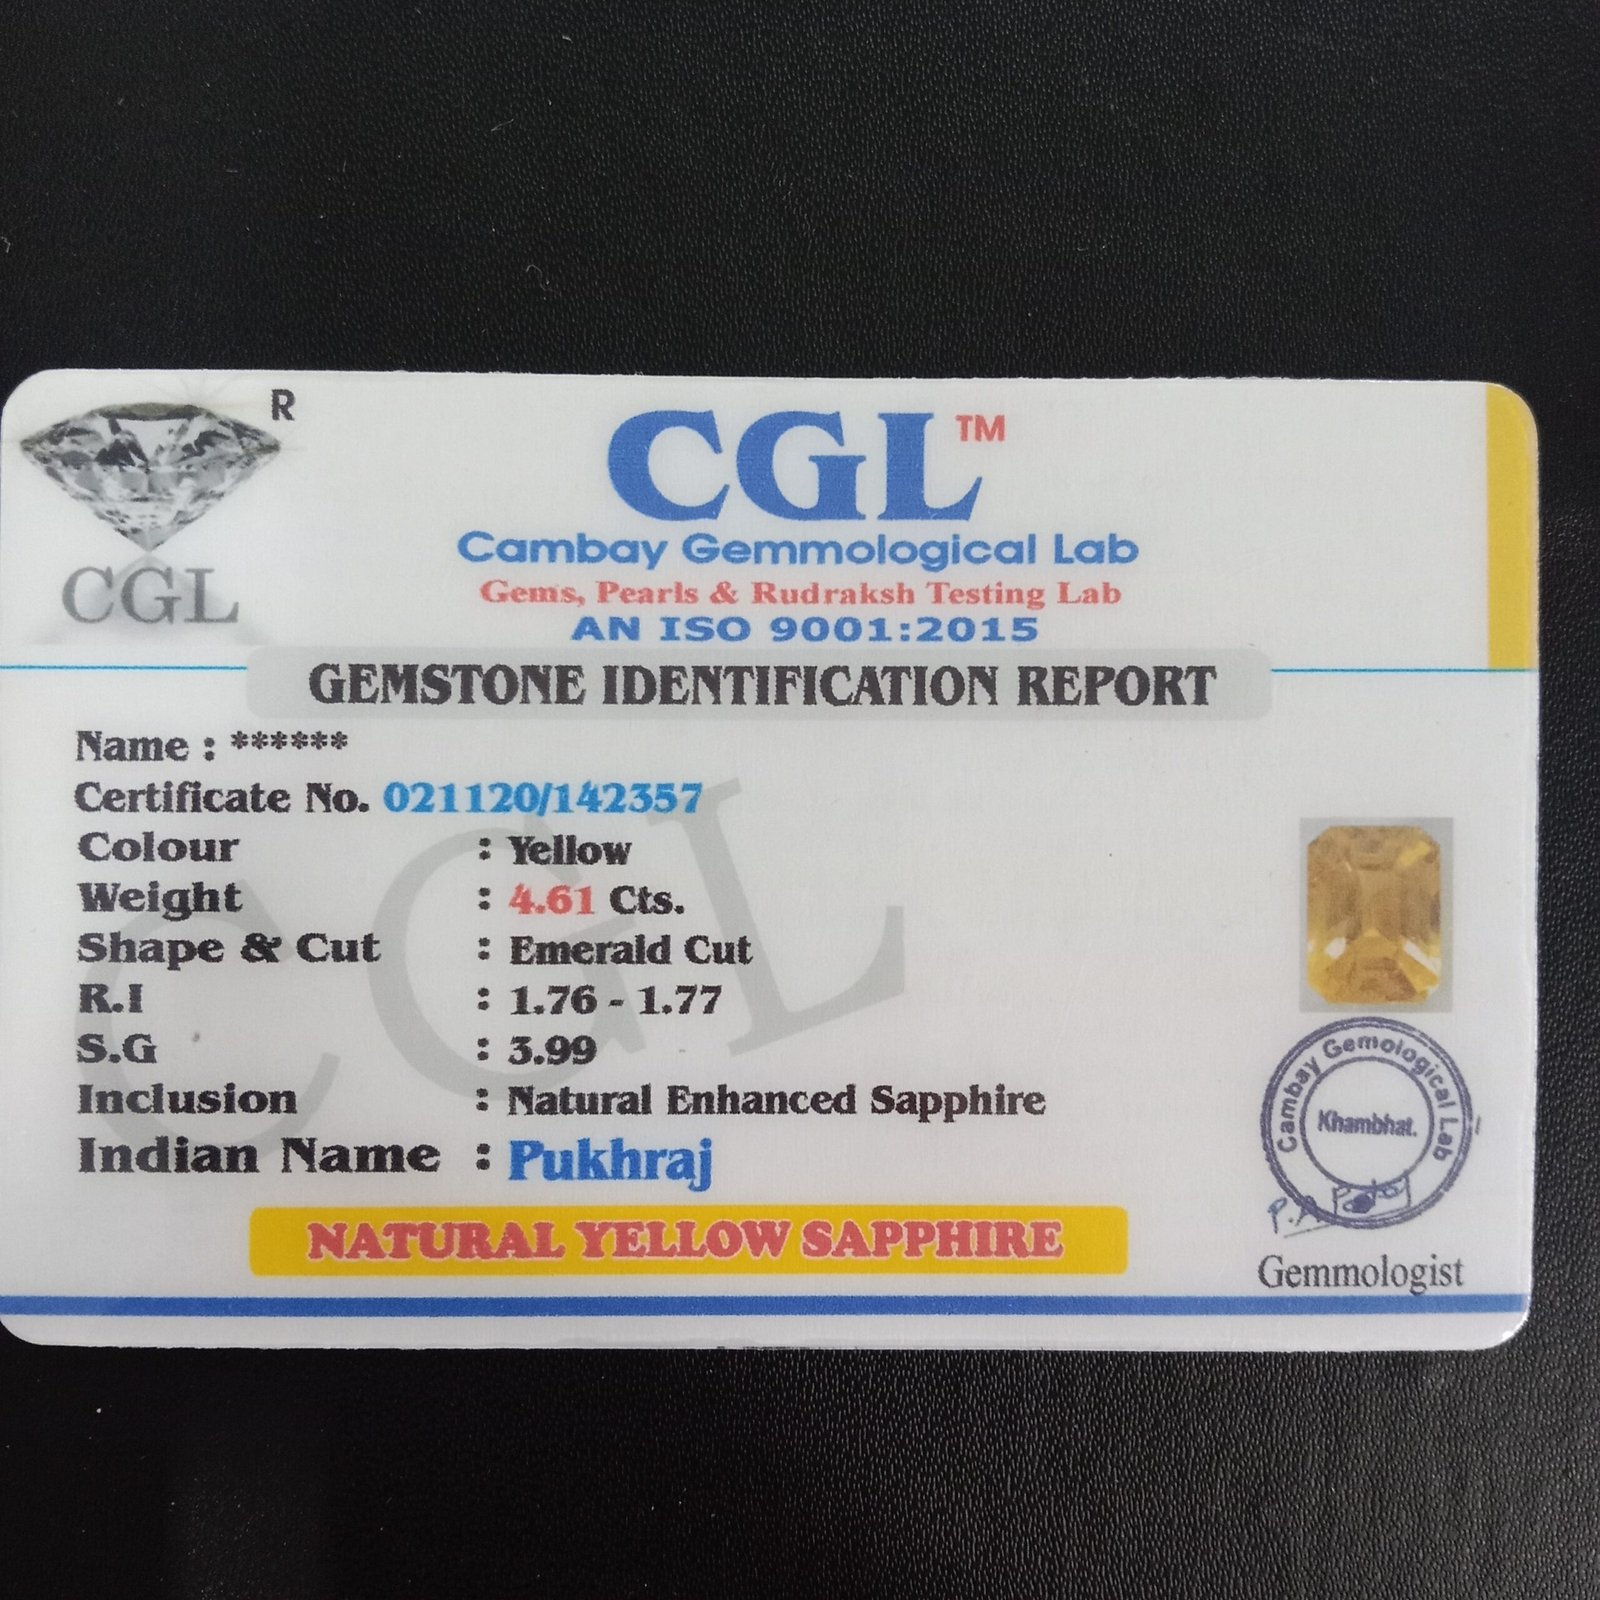 R
CGL
CGL™
Cambay Gemmological Lab
Gems, Pearls & Rudraksh Testing Lab
AN ISO 9001:2015
GEMSTONE IDENTIFICATION REPORT
Name : ******
Certificate No. 021120/142357
Colour : Yellow
Weight : 4.61 Cts.
Shape & Cut : Emerald Cut
R.I : 1.76 - 1.77
S.G : 3.99
Inclusion : Natural Enhanced Sapphire
Indian Name : Pukhraj
NATURAL YELLOW SAPPHIRE
CGL
Cambay Gemological Lab
Khambhat.
Gemmologist